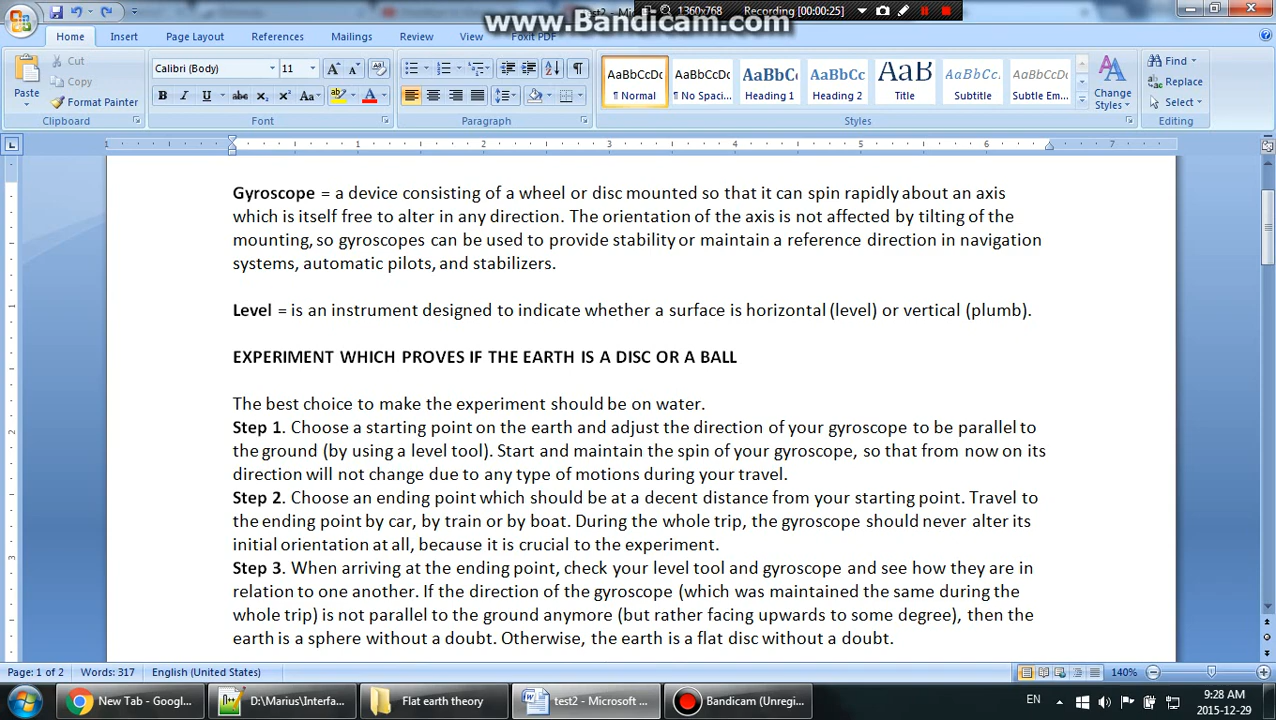 1360x768
Recording [00:00:25]
www.Bandicam.com
Home
Insert
Page Layout
References
Mailings
Review
View
Foxit PDF
Paste
Cut
Copy
Format Painter
Clipboard
Calibri (Body)
11
Font
Paragraph
AaBbCcDc
¶ Normal
AaBbCcDc
¶ No Spaci...
AaBbCc
Heading 1
AaBbCc
Heading 2
AaB
Title
AaBbCc.
Subtitle
AaBbCcDc
Subtle Em...
Change
Styles
Styles
Find
Replace
Select
Editing
1 1 2 3 4 5 6 7
Gyroscope = a device consisting of a wheel or disc mounted so that it can spin rapidly about an axis
which is itself free to alter in any direction. The orientation of the axis is not affected by tilting of the
mounting, so gyroscopes can be used to provide stability or maintain a reference direction in navigation
systems, automatic pilots, and stabilizers.
Level = is an instrument designed to indicate whether a surface is horizontal (level) or vertical (plumb).
EXPERIMENT WHICH PROVES IF THE EARTH IS A DISC OR A BALL
The best choice to make the experiment should be on water.
Step 1. Choose a starting point on the earth and adjust the direction of your gyroscope to be parallel to
the ground (by using a level tool). Start and maintain the spin of your gyroscope, so that from now on its
direction will not change due to any type of motions during your travel.
Step 2. Choose an ending point which should be at a decent distance from your starting point. Travel to
the ending point by car, by train or by boat. During the whole trip, the gyroscope should never alter its
initial orientation at all, because it is crucial to the experiment.
Step 3. When arriving at the ending point, check your level tool and gyroscope and see how they are in
relation to one another. If the direction of the gyroscope (which was maintained the same during the
whole trip) is not parallel to the ground anymore (but rather facing upwards to some degree), then the
earth is a sphere without a doubt. Otherwise, the earth is a flat disc without a doubt.
Page: 1 of 2
Words: 317
English (United States)
140%
New Tab - Googl...
D:\Marius\Interfa...
Flat earth theory
test2 - Microsoft ...
Bandicam (Unregi...
EN
9:28 AM
2015-12-29